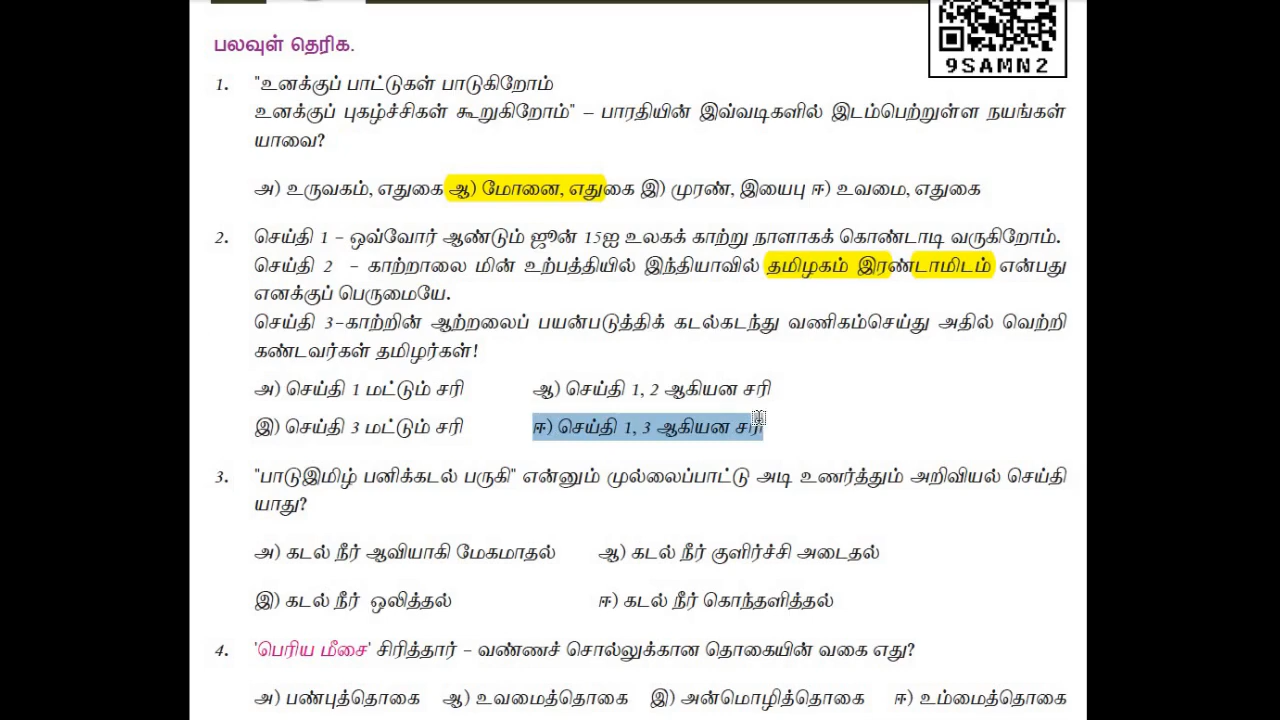 பலவுள் தெரிக.
9SAMN2
1. "உனக்குப் பாட்டுகள் பாடுகிறோம்
உனக்குப் புகழ்ச்சிகள் கூறுகிறோம்" – பாரதியின் இவ்வடிகளில் இடம்பெற்றுள்ள நயங்கள்
யாவை?
அ) உருவகம், எதுகை ஆ) மோனை, எதுகை இ) முரண், இயைபு ஈ) உவமை, எதுகை
2. செய்தி 1 – ஒவ்வோர் ஆண்டும் ஜூன் 15ஐ உலகக் காற்று நாளாகக் கொண்டாடி வருகிறோம்.
செய்தி 2 – காற்றாலை மின் உற்பத்தியில் இந்தியாவில் தமிழகம் இரண்டாமிடம் என்பது
எனக்குப் பெருமையே.
செய்தி 3–காற்றின் ஆற்றலைப் பயன்படுத்திக் கடல்கடந்து வணிகம்செய்து அதில் வெற்றி
கண்டவர்கள் தமிழர்கள்!
அ) செய்தி 1 மட்டும் சரி ஆ) செய்தி 1, 2 ஆகியன சரி
இ) செய்தி 3 மட்டும் சரி ஈ) செய்தி 1, 3 ஆகியன சரி
3. "பாடுஇமிழ் பனிக்கடல் பருகி" என்னும் முல்லைப்பாட்டு அடி உணர்த்தும் அறிவியல் செய்தி
யாது?
அ) கடல் நீர் ஆவியாகி மேகமாதல் ஆ) கடல் நீர் குளிர்ச்சி அடைதல்
இ) கடல் நீர் ஒலித்தல் ஈ) கடல் நீர் கொந்தளித்தல்
4. 'பெரிய மீசை' சிரித்தார் – வண்ணச் சொல்லுக்கான தொகையின் வகை எது?
அ) பண்புத்தொகை ஆ) உவமைத்தொகை இ) அன்மொழித்தொகை ஈ) உம்மைத்தொகை